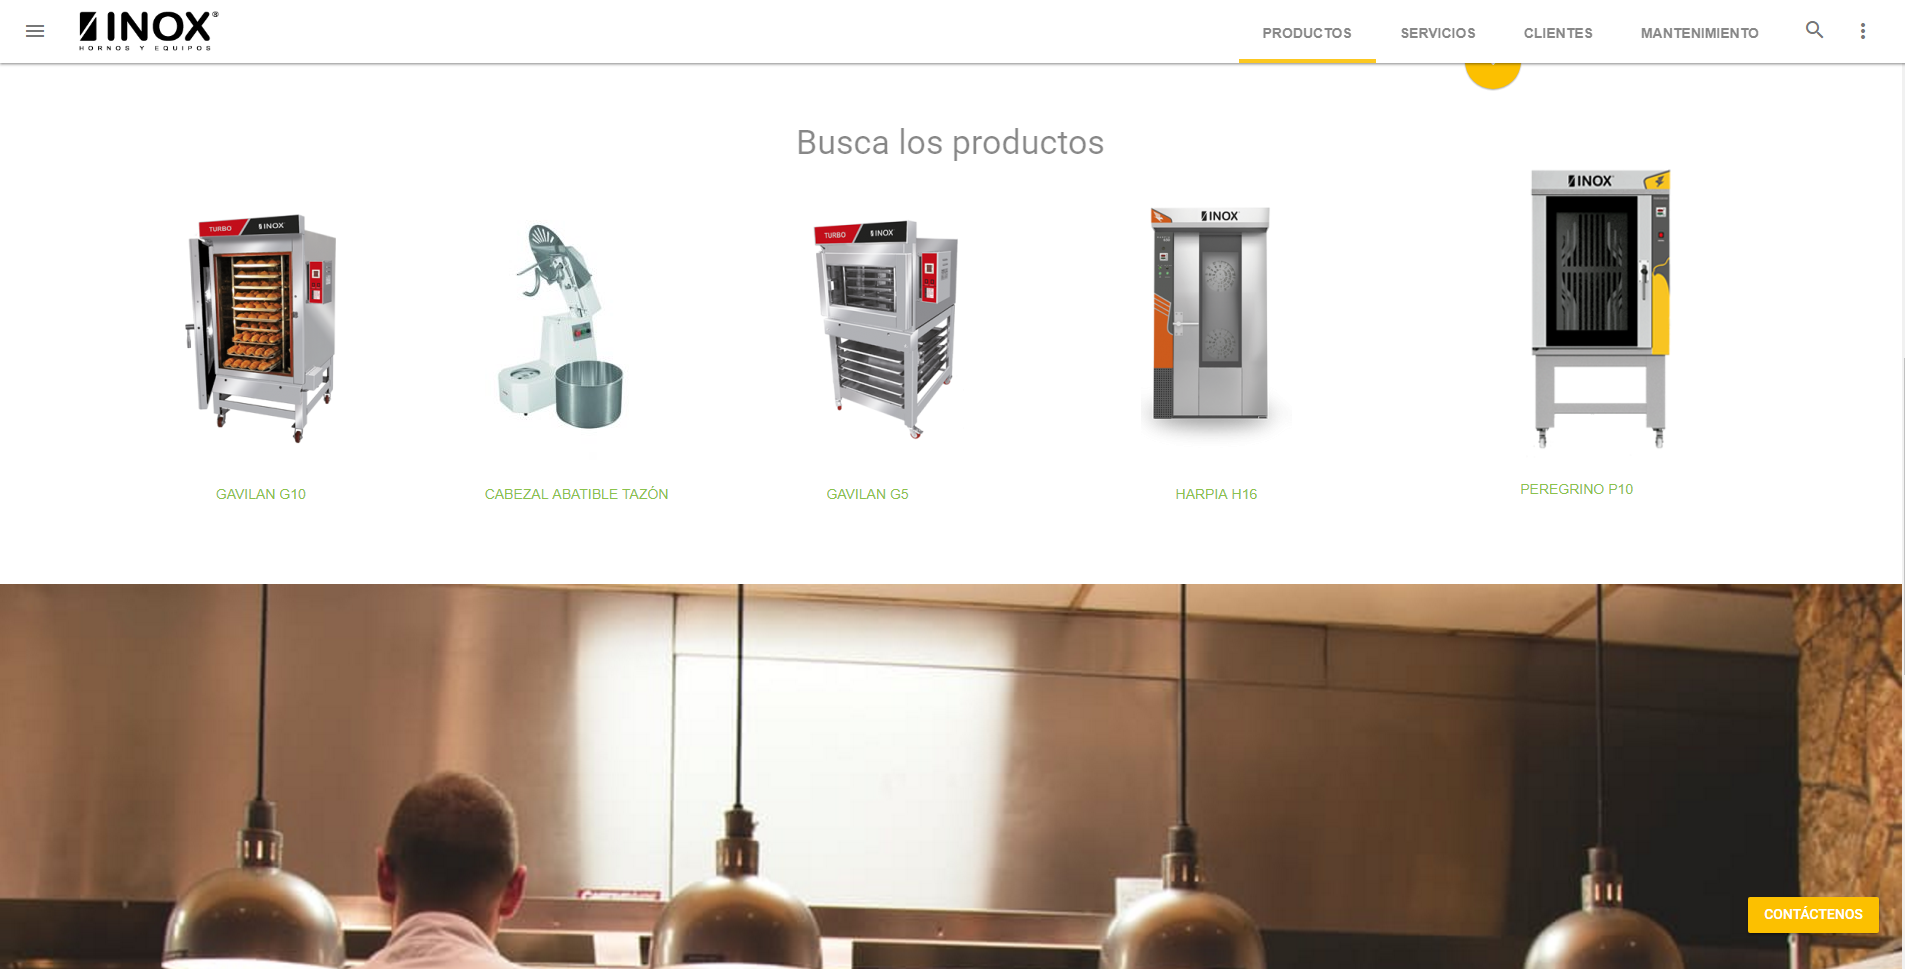 INOX®
HORNOS Y EQUIPOS
PRODUCTOS
SERVICIOS
CLIENTES
MANTENIMIENTO
Busca los productos
TURBO INOX
TURBO INOX
INOX
INOX
GAVILAN G10
CABEZAL ABATIBLE TAZÓN
GAVILAN G5
HARPIA H16
PEREGRINO P10
CONTÁCTENOS